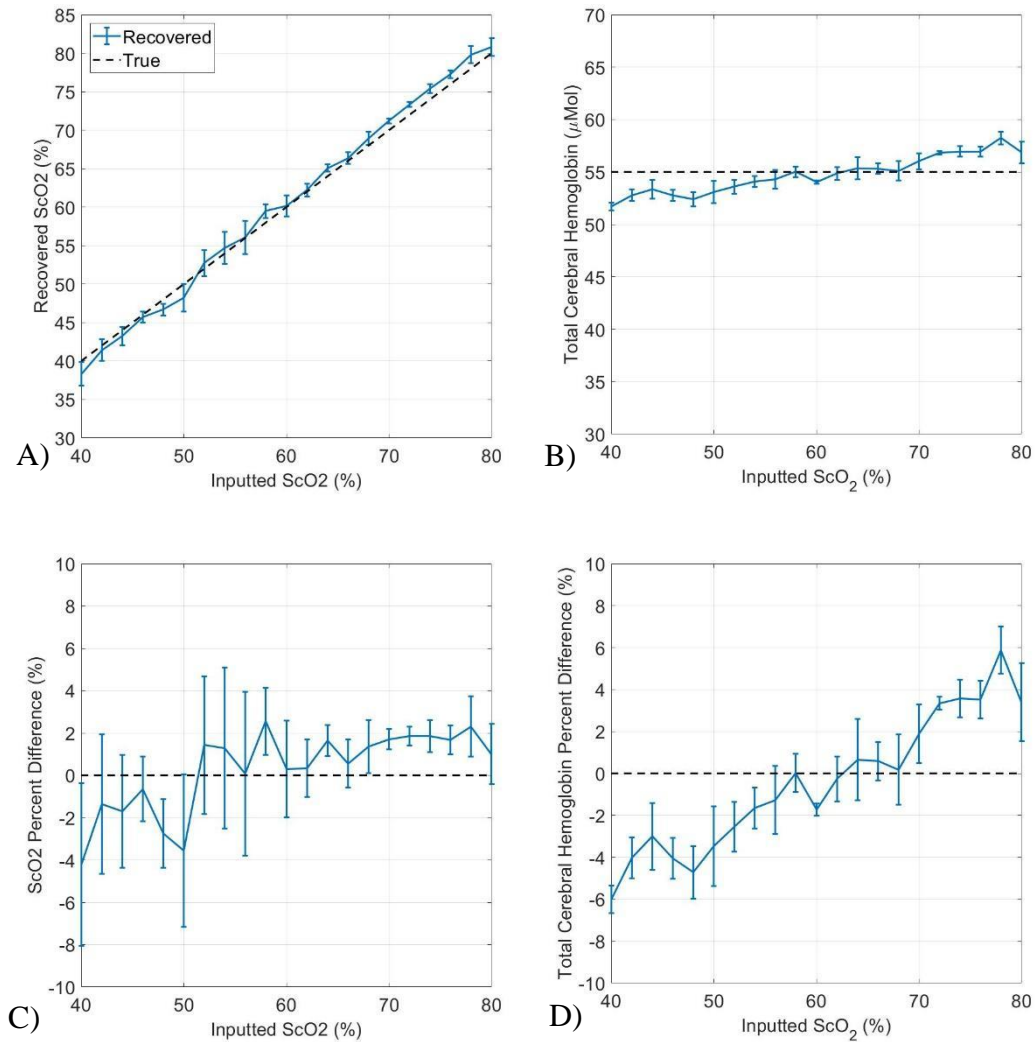 85
80
75
70
65
60
55
50
45
40
35
30
Recovered ScO2 (%)
Recovered
True
40 50 60 70 80
Inputted ScO2 (%)
A)
70
65
60
55
50
45
40
35
30
Total Cerebral Hemoglobin (μMol)
40 50 60 70 80
Inputted ScO2 (%)
B)
10
8
6
4
2
0
-2
-4
-6
-8
-10
ScO2 Percent Difference (%)
40 50 60 70 80
Inputted ScO2 (%)
C)
10
8
6
4
2
0
-2
-4
-6
-8
-10
Total Cerebral Hemoglobin Percent Difference (%)
40 50 60 70 80
Inputted ScO2 (%)
D)